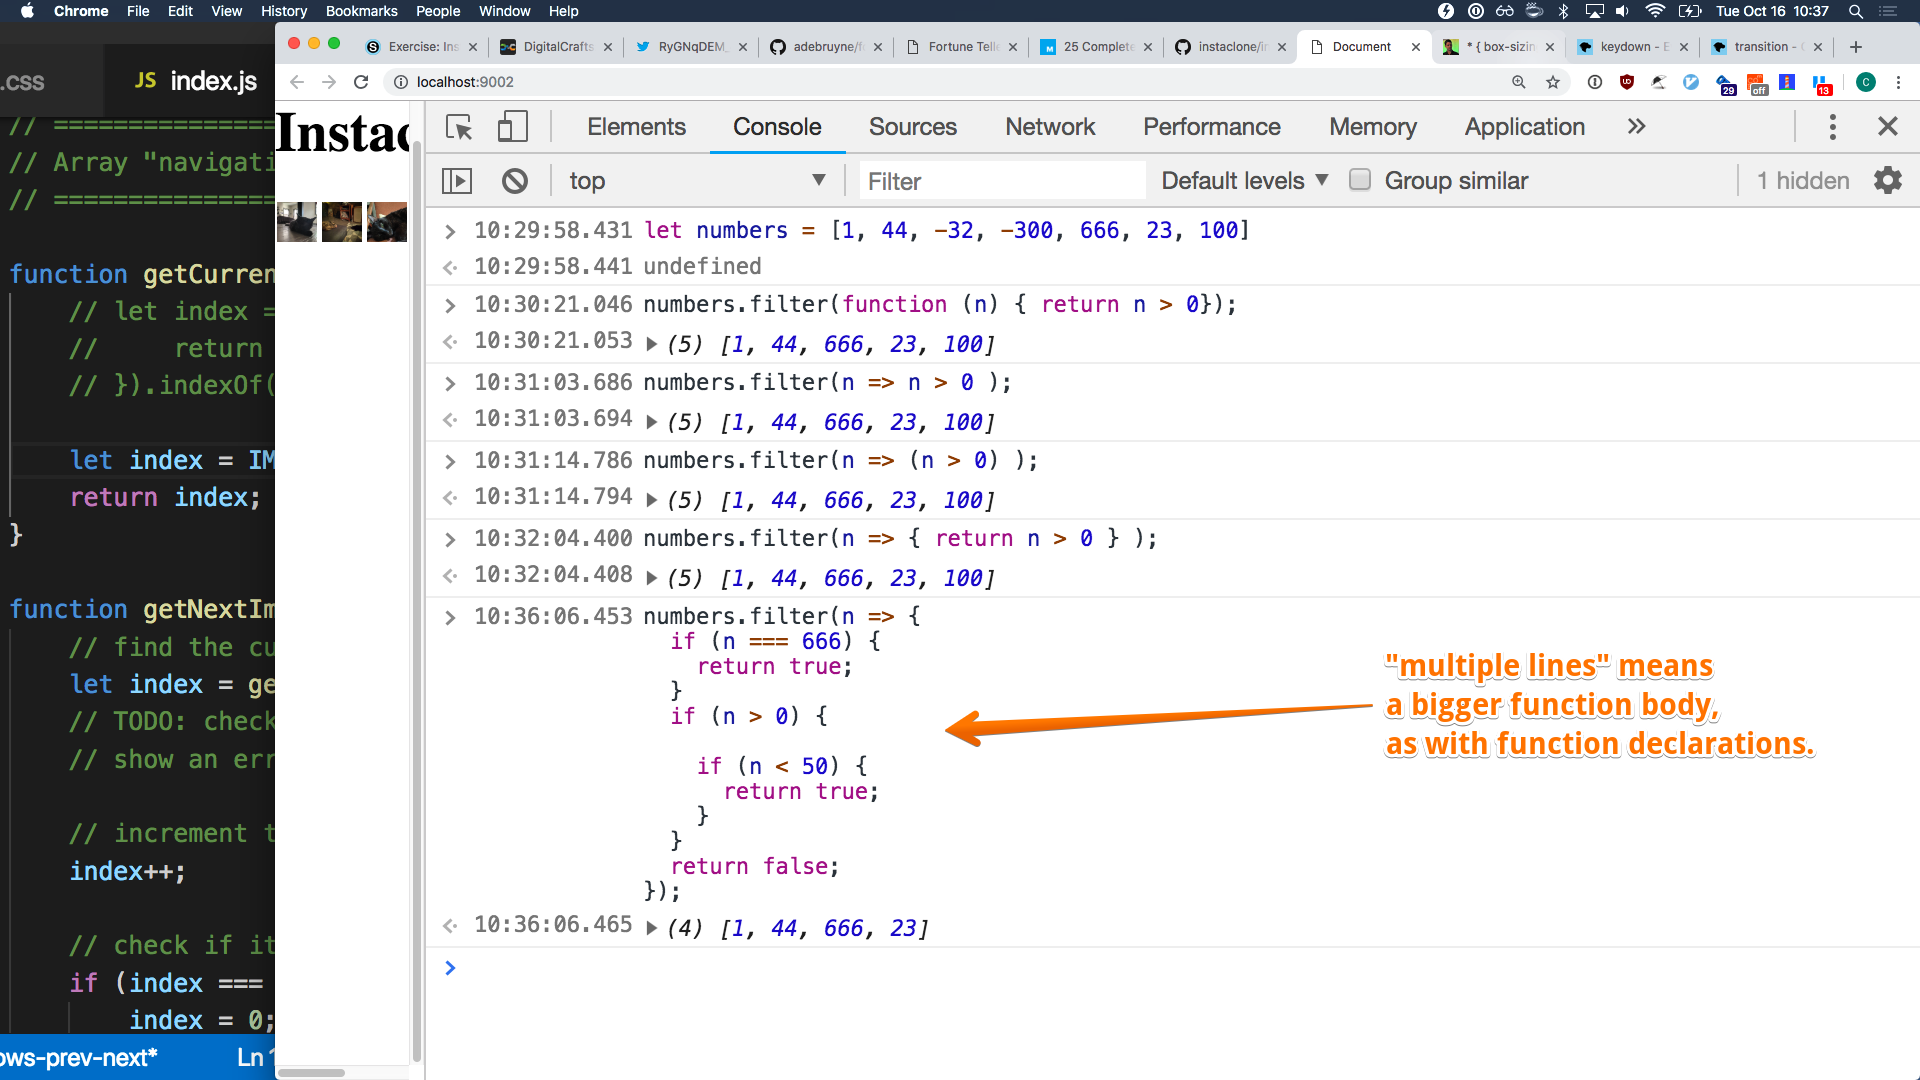 Chrome File Edit View History Bookmarks People Window Help Tue Oct 16 10:37
Exercise: Ins DigitalCrafts RyGNqDEM_ adebruyne/f Fortune Telle 25 Complete instaclone/in Document * { box-sizin keydown - E transition -
localhost:9002 29 off 13 C
.css JS index.js
// Array "navigati
function getCurren
// let index =
// return
// }).indexOf(
let index = IM
return index;
}
function getNextIm
// find the cu
let index = ge
// TODO: check
// show an err
// increment t
index++;
// check if it
if (index ===
index = 0;
ows-prev-next* Ln 1
Instac
Elements Console Sources Network Performance Memory Application »
top Filter Default levels Group similar 1 hidden
10:29:58.431 let numbers = [1, 44, -32, -300, 666, 23, 100]
10:29:58.441 undefined
10:30:21.046 numbers.filter(function (n) { return n > 0});
10:30:21.053 (5) [1, 44, 666, 23, 100]
10:31:03.686 numbers.filter(n => n > 0 );
10:31:03.694 (5) [1, 44, 666, 23, 100]
10:31:14.786 numbers.filter(n => (n > 0) );
10:31:14.794 (5) [1, 44, 666, 23, 100]
10:32:04.400 numbers.filter(n => { return n > 0 } );
10:32:04.408 (5) [1, 44, 666, 23, 100]
10:36:06.453 numbers.filter(n => {
if (n === 666) {
return true;
}
if (n > 0) {
if (n < 50) {
return true;
}
}
return false;
});
10:36:06.465 (4) [1, 44, 666, 23]
"multiple lines" means
a bigger function body,
as with function declarations.